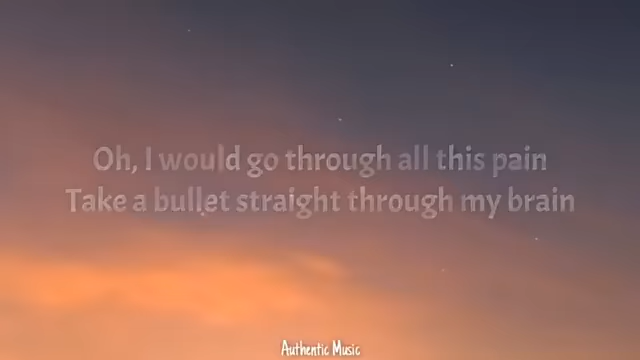 Oh, I would go through all this pain
Take a bullet straight through my brain
Authentic Music